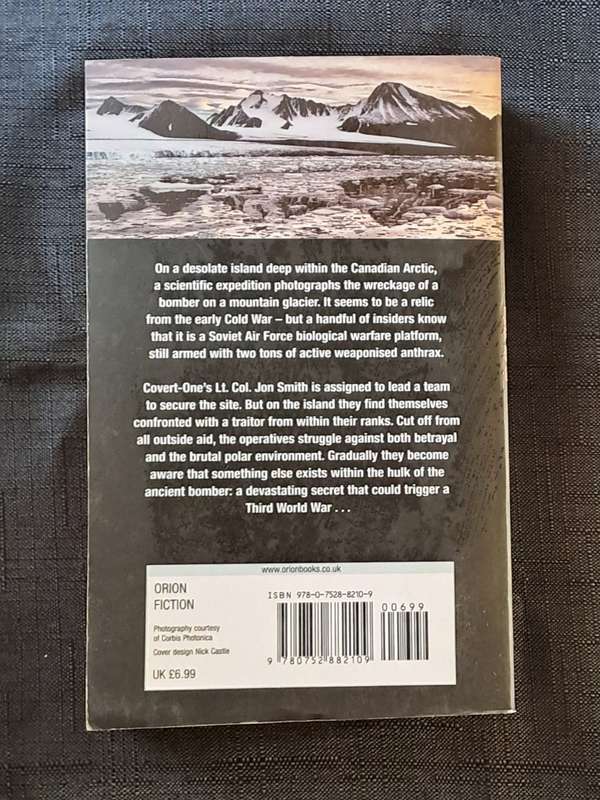 On a desolate island deep within the Canadian Arctic,
a scientific expedition photographs the wreckage of a
bomber on a mountain glacier. It seems to be a relic
from the early Cold War – but a handful of insiders know
that it is a Soviet Air Force biological warfare platform,
still armed with two tons of active weaponised anthrax.
Covert-One's Lt. Col. Jon Smith is assigned to lead a team
to secure the site. But on the island they find themselves
confronted with a traitor from within their ranks. Cut off from
all outside aid, the operatives struggle against both betrayal
and the brutal polar environment. Gradually they become
aware that something else exists within the hulk of the
ancient bomber: a devastating secret that could trigger a
Third World War . . .
www.orionbooks.co.uk
ORION
FICTION
Photography courtesy
of Corbis Photonica
Cover design Nick Castle
UK £6.99
ISBN 978-0-7528-8210-9
00699
9 780752 882109